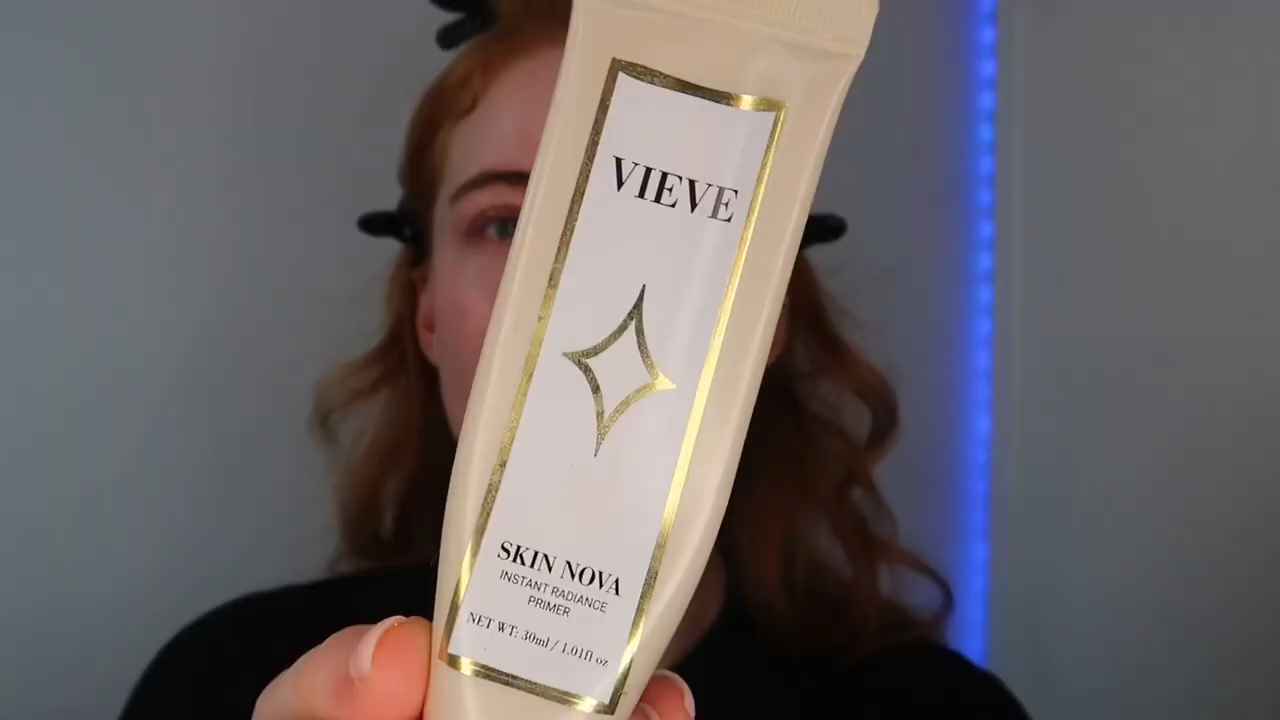 VIEVE
SKIN NOVA
INSTANT RADIANCE
PRIMER
NET WT: 30ml / 1.01fl oz